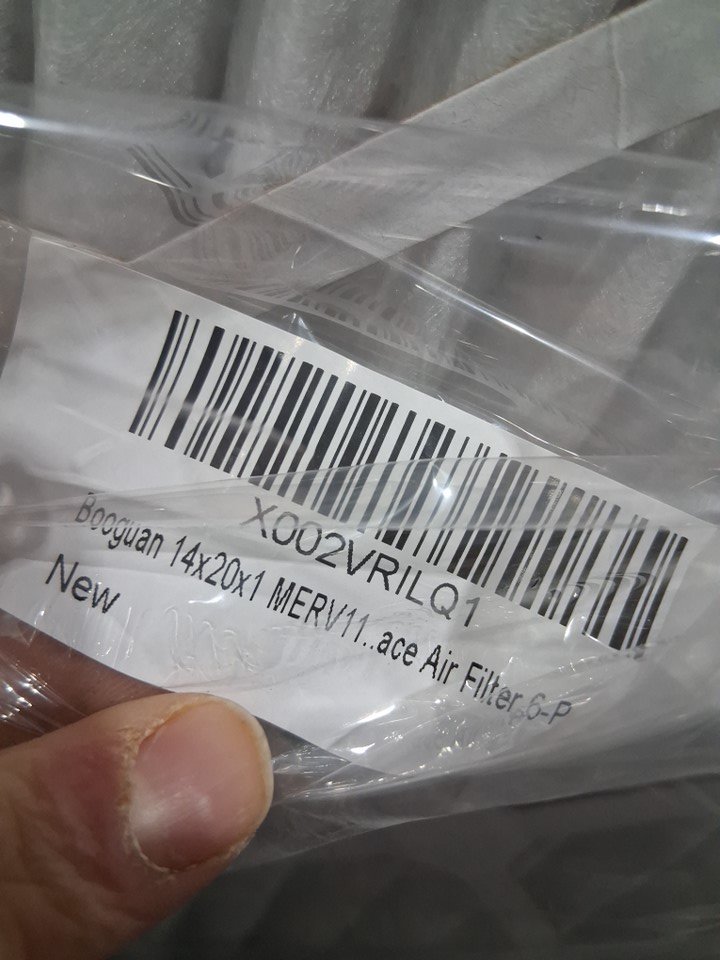 X002VRILQ1
Booguan 14x20x1 MERV11..ace Air Filter,6-P
New